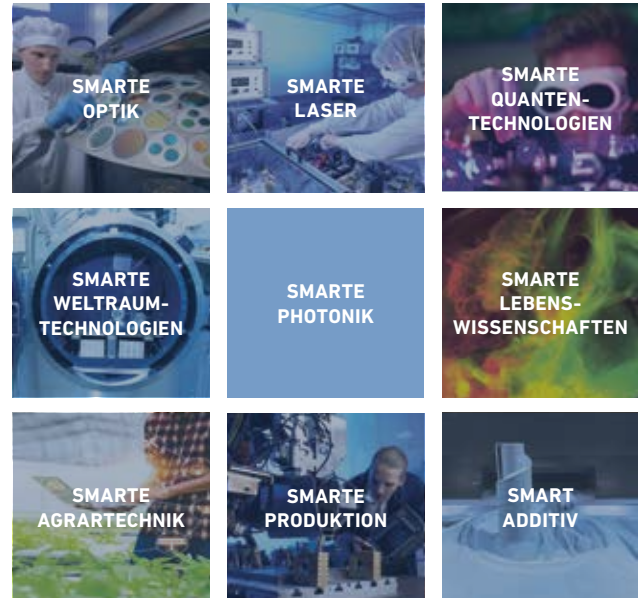 SMARTE
OPTIK
SMARTE
LASER
SMARTE
QUANTEN-
TECHNOLOGIEN
SMARTE
WELTRAUM-
TECHNOLOGIEN
SMARTE
PHOTONIK
SMARTE
LEBENS-
WISSENSCHAFTEN
SMARTE
AGRARTECHNIK
SMARTE
PRODUKTION
SMART
ADDITIV